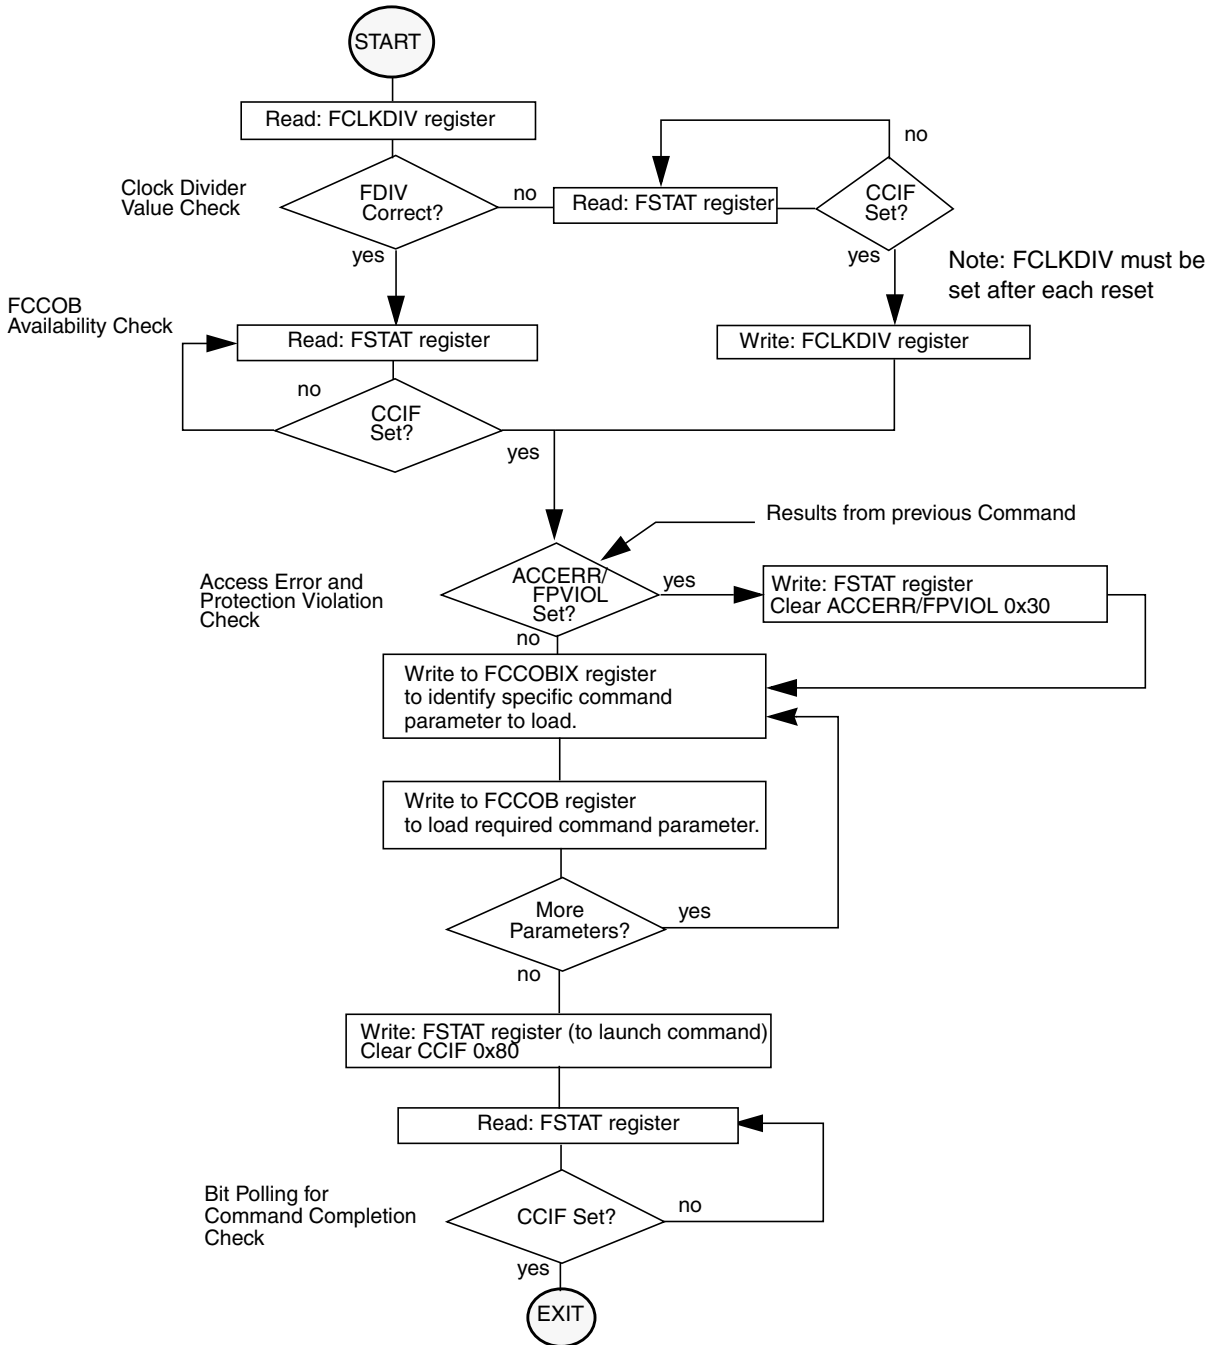 START
Read: FCLKDIV register
Clock Divider
Value Check
FDIV
Correct?
no
Read: FSTAT register
no
CCIF
Set?
yes
yes
Note: FCLKDIV must be
set after each reset
FCCOB
Availability Check
Read: FSTAT register
Write: FCLKDIV register
no
CCIF
Set?
yes
Results from previous Command
Access Error and
Protection Violation
Check
ACCERR/
FPVIOL
Set?
yes
Write: FSTAT register
Clear ACCERR/FPVIOL 0x30
no
Write to FCCOBIX register
to identify specific command
parameter to load.
Write to FCCOB register
to load required command parameter.
More
Parameters?
yes
no
Write: FSTAT register (to launch command)
Clear CCIF 0x80
Read: FSTAT register
Bit Polling for
Command Completion
Check
CCIF Set?
no
yes
EXIT